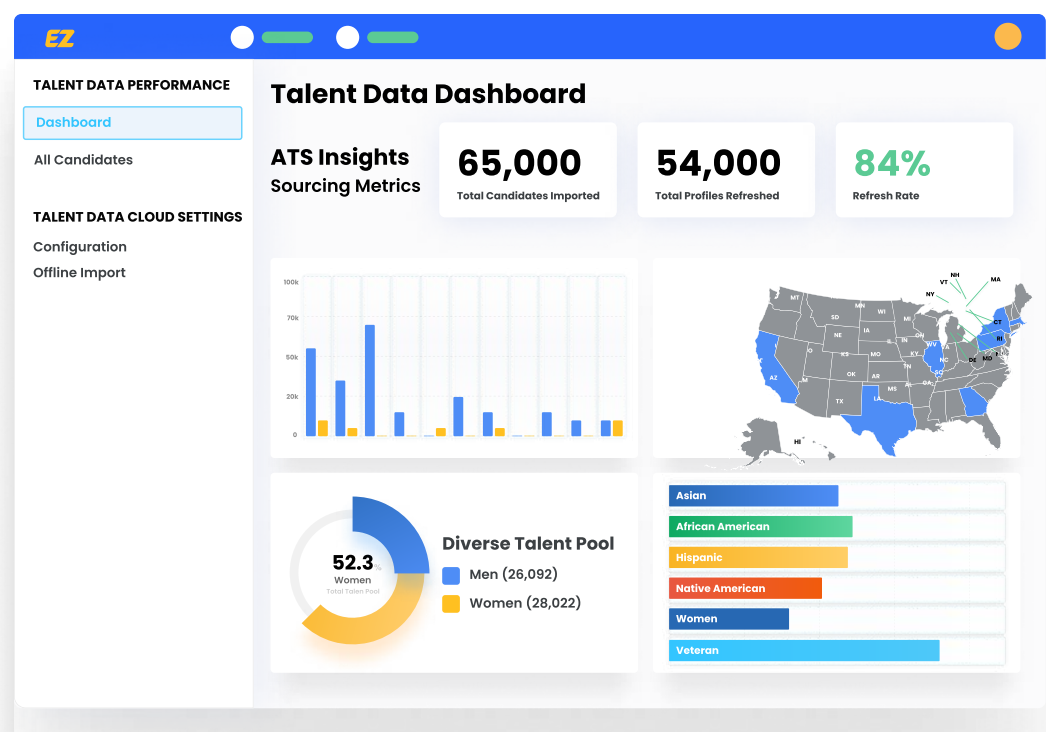 EZ
TALENT DATA PERFORMANCE
Dashboard
All Candidates
TALENT DATA CLOUD SETTINGS
Configuration
Offline Import
Talent Data Dashboard
ATS Insights
Sourcing Metrics
65,000
Total Candidates Imported
54,000
Total Profiles Refreshed
84%
Refresh Rate
100k
70k
50k
20k
0
NH
VT
MA
NY
MT
MN
WI
SD
MI
CT
IA
NE
OH
IL
IN
WV
RI
O
KS
MO
KY
NC
DE
MD
AZ
M
OK
AR
TN
SC
MS
AL
GA
TX
LA
HI
52.3%
Women
Total Talen Pool
Diverse Talent Pool
Men (26,092)
Women (28,022)
Asian
African American
Hispanic
Native American
Women
Veteran